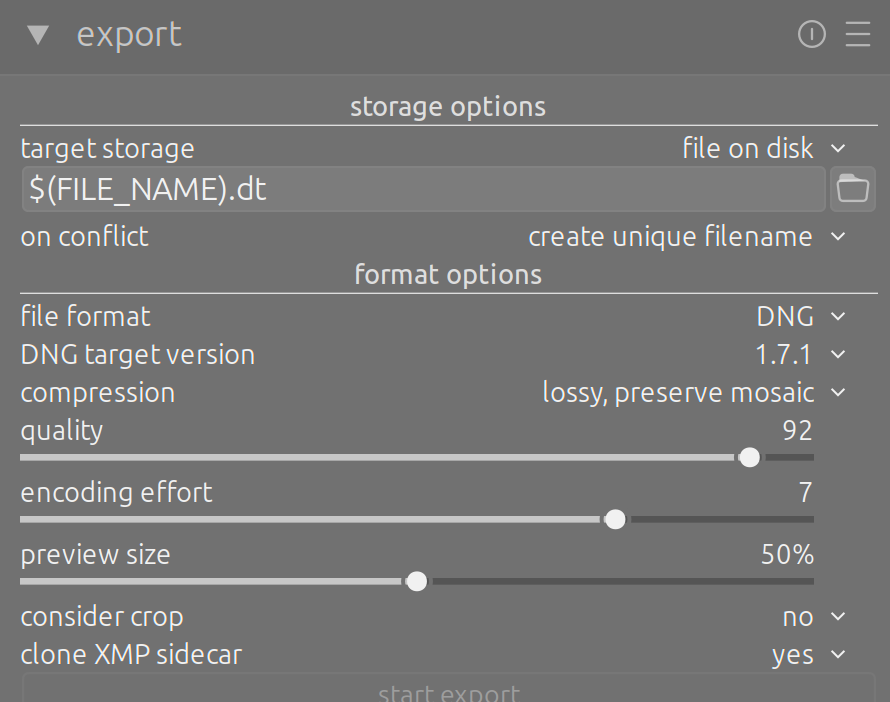 export
storage options
target storage file on disk
$(FILE_NAME).dt
on conflict create unique filename
format options
file format DNG
DNG target version 1.7.1
compression lossy, preserve mosaic
quality 92
encoding effort 7
preview size 50%
consider crop no
clone XMP sidecar yes
start export